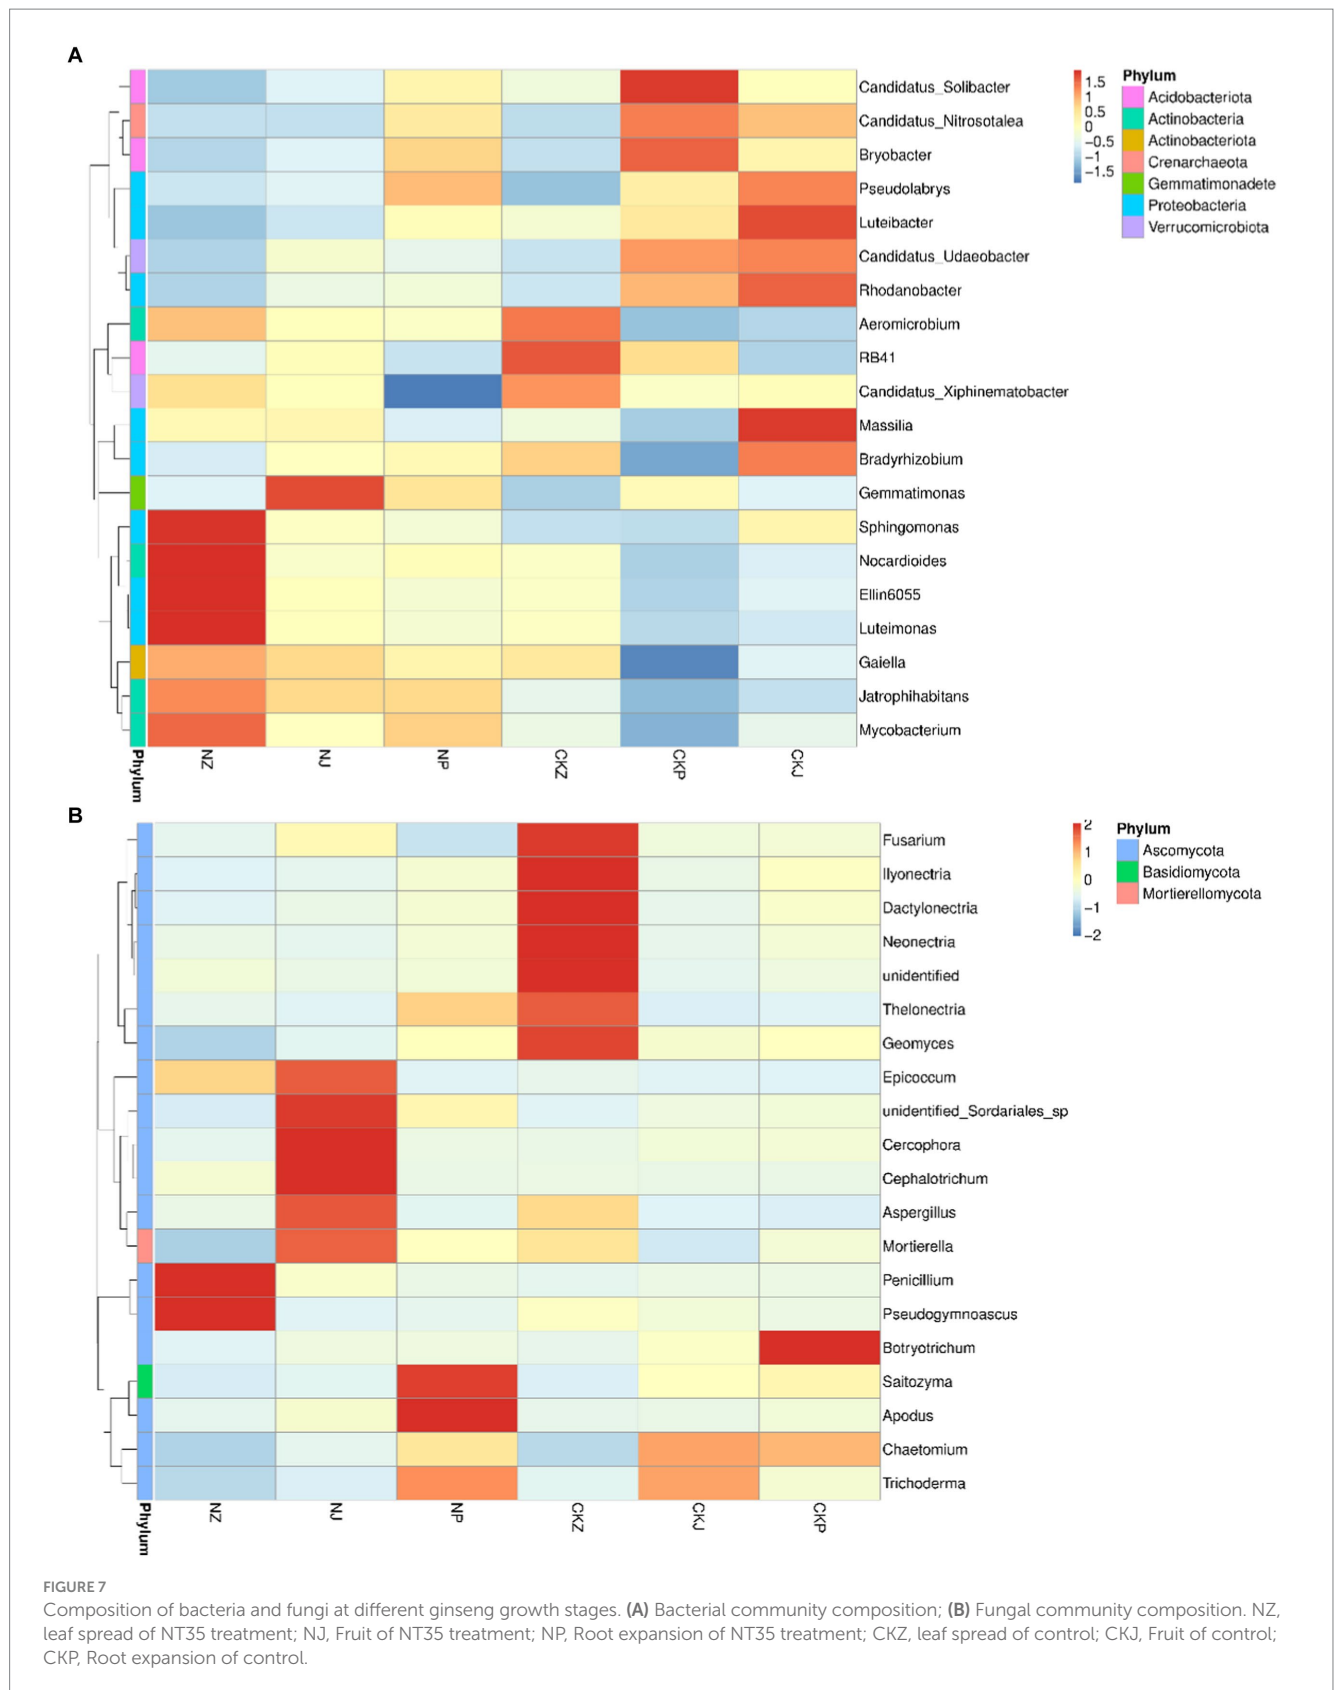 A
Candidatus_Solibacter
Candidatus_Nitrosotalea
Bryobacter
Pseudolabrys
Luteibacter
Candidatus_Udaeobacter
Rhodanobacter
Aeromicrobium
RB41
Candidatus_Xiphinematobacter
Massilia
Bradyrhizobium
Gemmatimonas
Sphingomonas
Nocardioides
Ellin6055
Luteimonas
Gaiella
Jatrophihabitans
Mycobacterium
1.5
1
0.5
0
−0.5
−1
−1.5
Phylum
Acidobacteriota
Actinobacteria
Actinobacteriota
Crenarchaeota
Gemmatimonadete
Proteobacteria
Verrucomicrobiota
Phylum
NZ
NJ
NP
CKZ
CKP
CKJ
B
Fusarium
Ilyonectria
Dactylonectria
Neonectria
unidentified
Thelonectria
Geomyces
Epicoccum
unidentified_Sordariales_sp
Cercophora
Cephalotrichum
Aspergillus
Mortierella
Penicillium
Pseudogymnoascus
Botryotrichum
Saitozyma
Apodus
Chaetomium
Trichoderma
2
1
0
−1
−2
Phylum
Ascomycota
Basidiomycota
Mortierellomycota
Phylum
NZ
NJ
NP
CKZ
CKJ
CKP
FIGURE 7
Composition of bacteria and fungi at different ginseng growth stages. (A) Bacterial community composition; (B) Fungal community composition. NZ,
leaf spread of NT35 treatment; NJ, Fruit of NT35 treatment; NP, Root expansion of NT35 treatment; CKZ, leaf spread of control; CKJ, Fruit of control;
CKP, Root expansion of control.